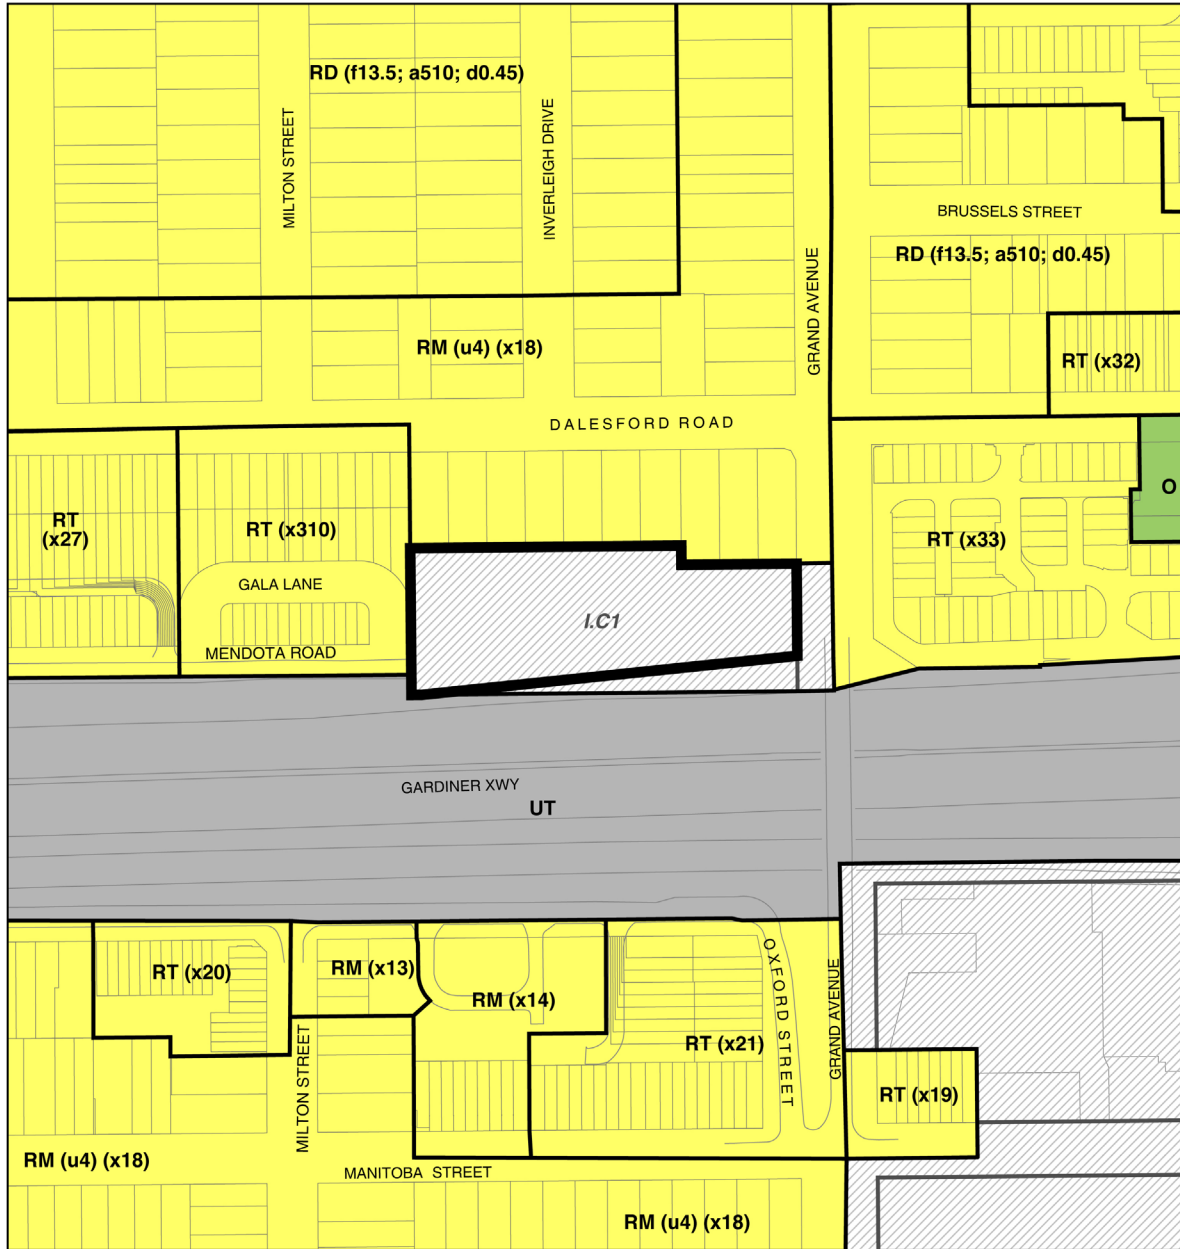 RD (f13.5; a510; d0.45)
MILTON STREET
INVERLEIGH DRIVE
BRUSSELS STREET
RD (f13.5; a510; d0.45)
GRAND AVENUE
RM (u4) (x18)
RT (x32)
DALESFORD ROAD
RT
(x27)
RT (x310)
RT (x33)
O
GALA LANE
I.C1
MENDOTA ROAD
GARDINER XWY
UT
RT (x20)
RM (x13)
RM (x14)
OXFORD STREET
GRAND AVENUE
RT (x21)
MILTON STREET
RT (x19)
RM (u4) (x18)
MANITOBA STREET
RM (u4) (x18)